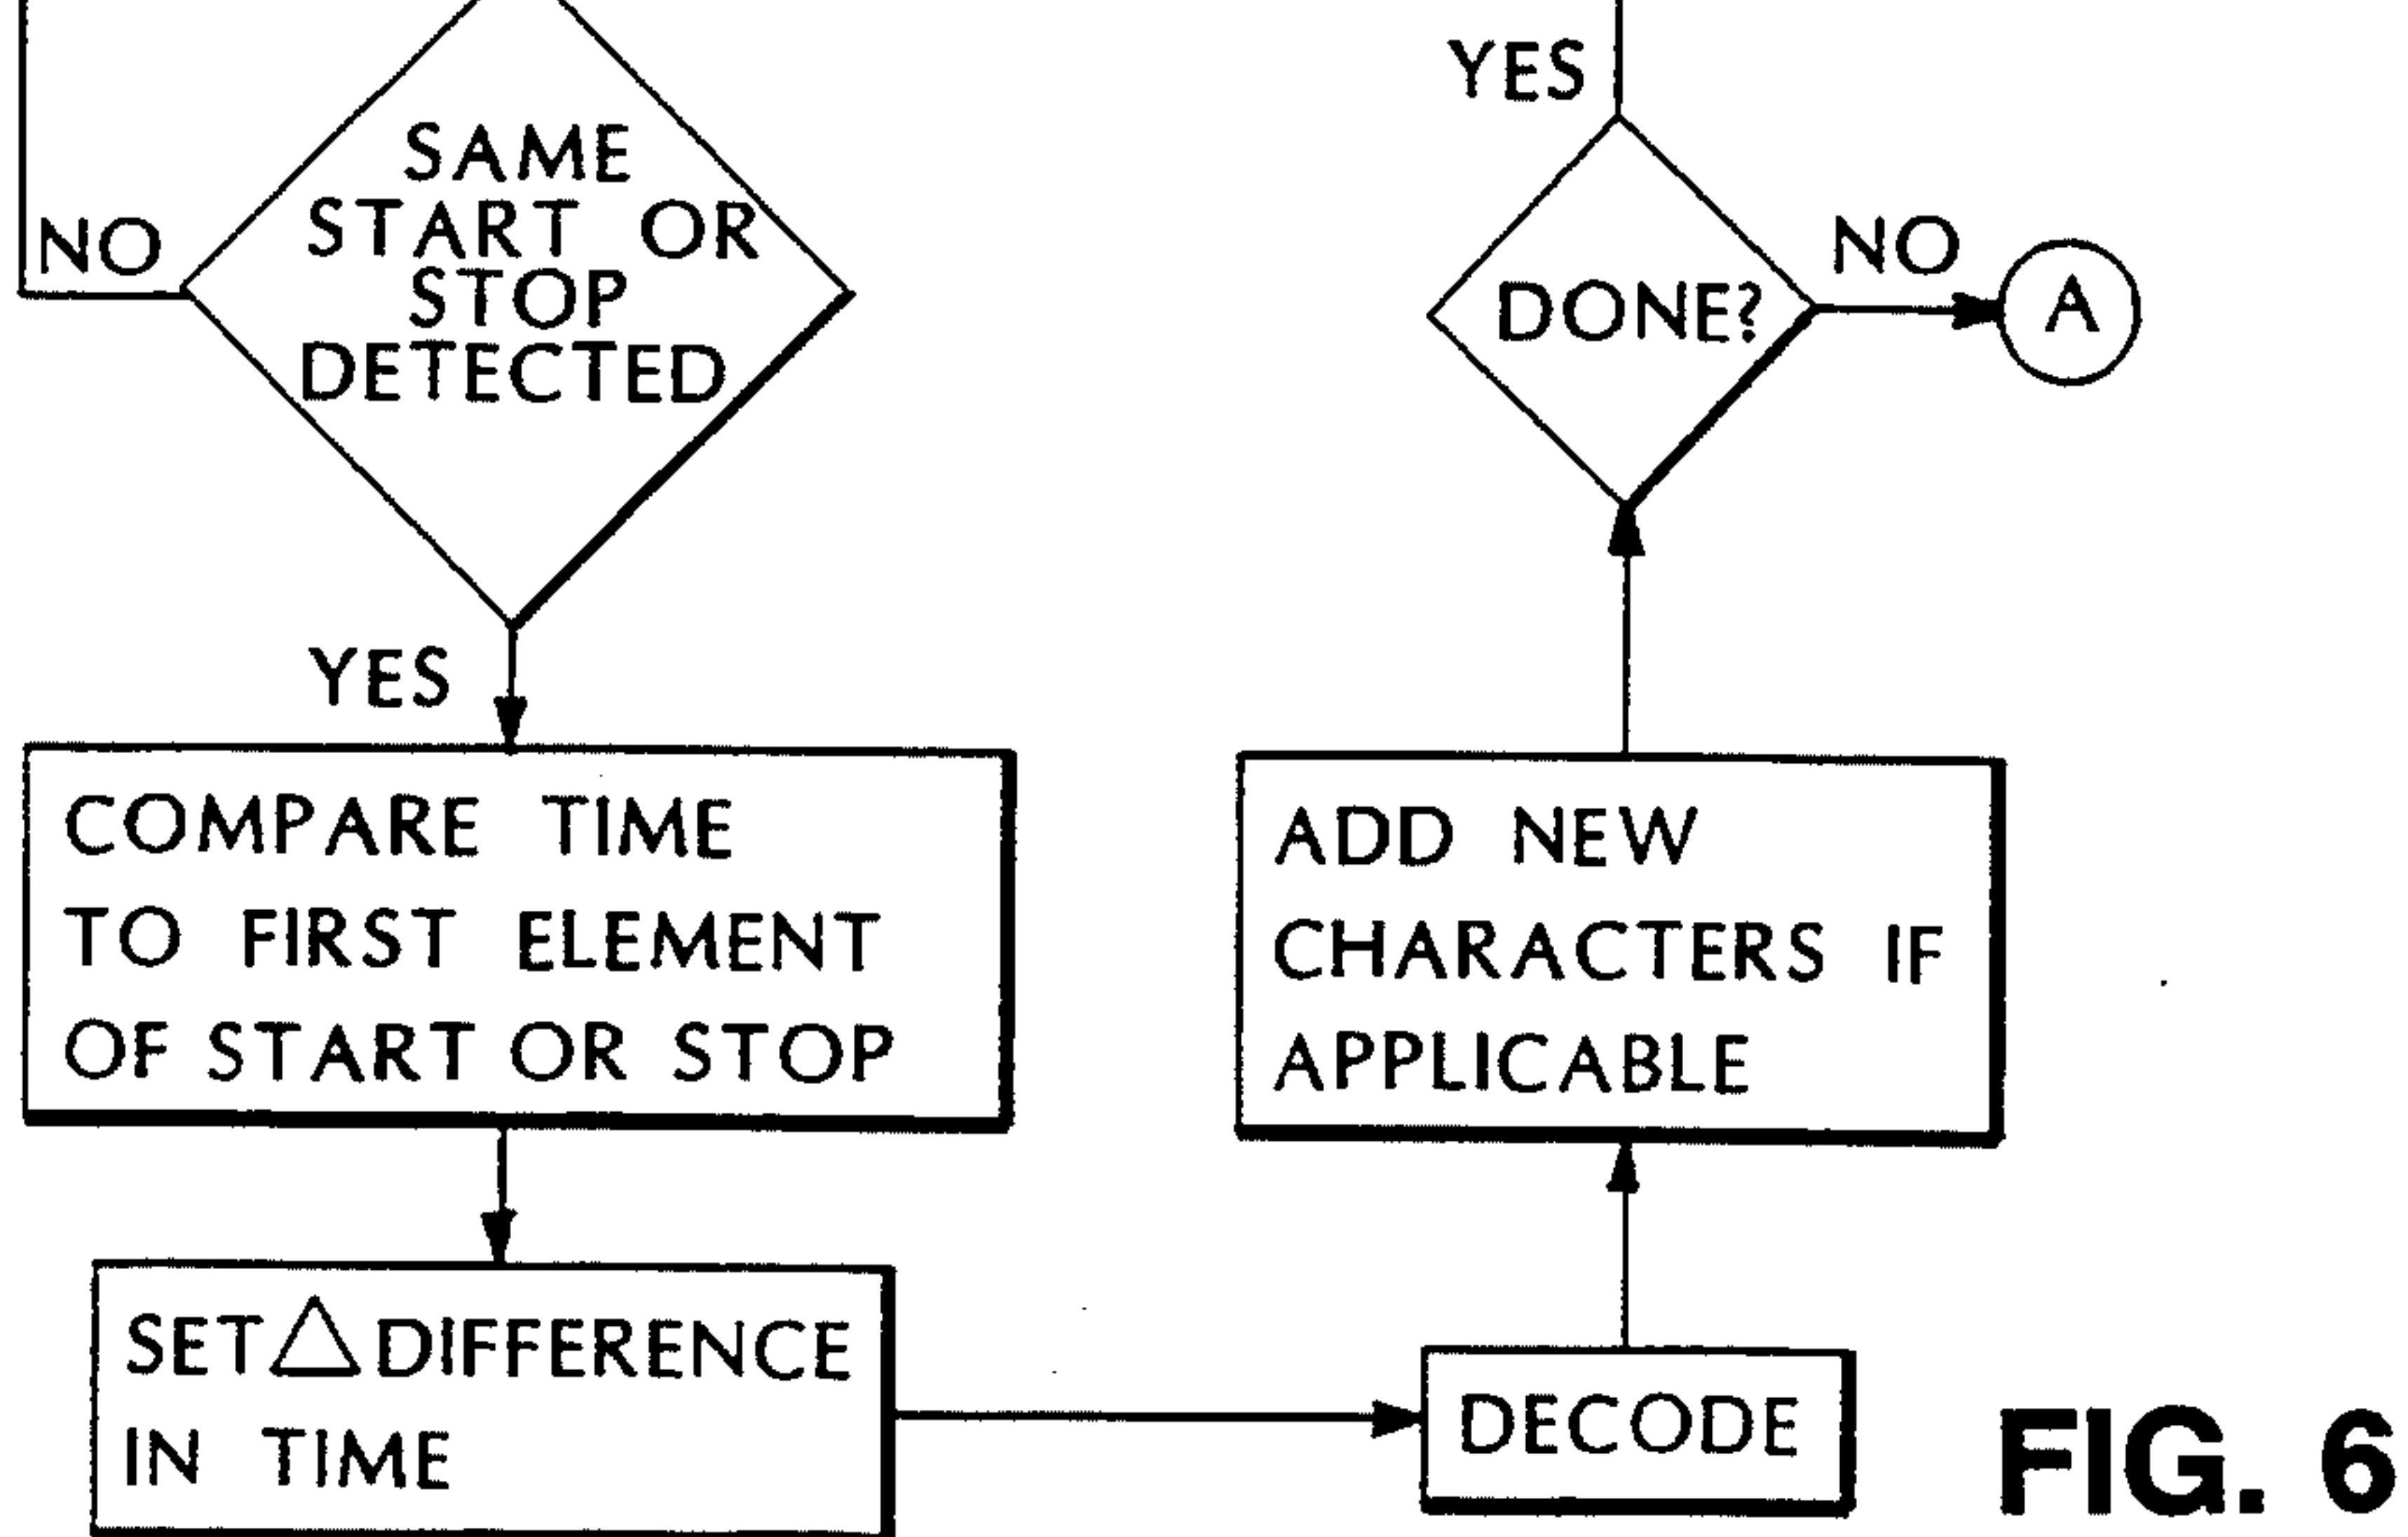 SAME
START OR
STOP
DETECTED
NO
YES
COMPARE TIME
TO FIRST ELEMENT
OF START OR STOP
SET△DIFFERENCE
IN TIME
DECODE
ADD NEW
CHARACTERS IF
APPLICABLE
DONE?
YES
NO
A
FIG. 6